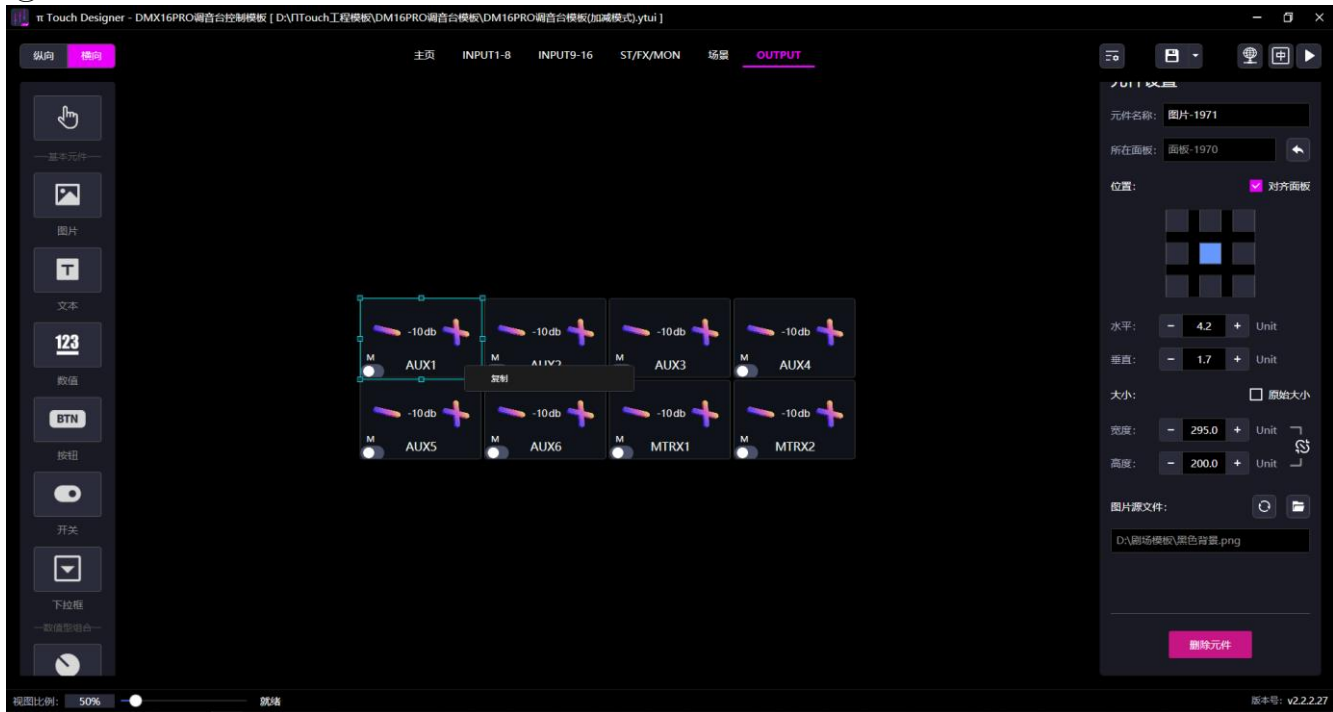 π Touch Designer - DMX16PRO调音台控制模板 [ D:\ΠTouch工程模板\DM16PRO调音台模板\DM16PRO调音台模板(加减模式).ytui ]
纵向 横向 主页 INPUT1-8 INPUT9-16 ST/FX/MON 场景 OUTPUT 中
元件设置
元件名称: 图片-1971
基本元件
所在面板: 面板-1970
位置: 对齐面板
图片
T
文本
水平: - 4.2 + Unit
-10db -10db -10db -10db
123
垂直: - 1.7 + Unit
M AUX1 M AUX2 M AUX3 M AUX4
复制
数值
大小: 原始大小
-10db -10db -10db -10db
BTN
宽度: - 295.0 + Unit
M AUX5 M AUX6 M MTRX1 M MTRX2
按钮
高度: - 200.0 + Unit
图片源文件:
开关
D:\剧场模板\黑色背景.png
下拉框
数值型组合
删除元件
视图比例: 50% 就绪 版本号: v2.2.2.27